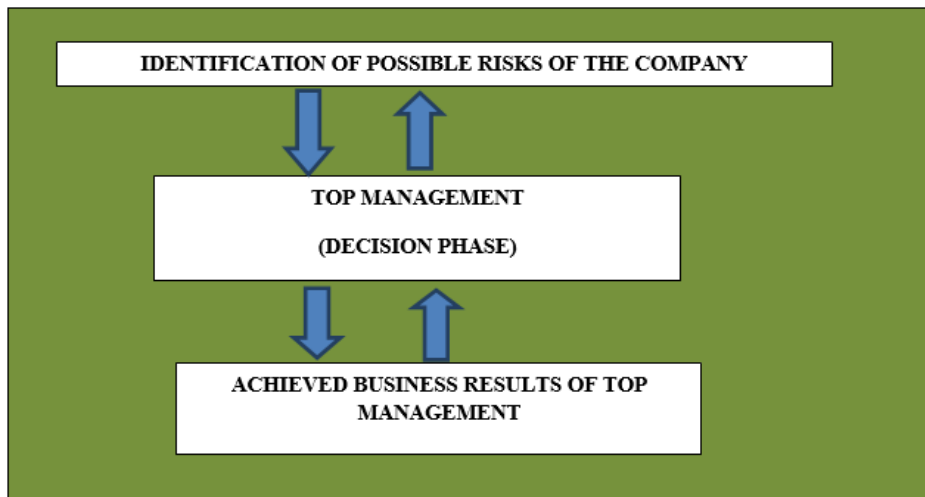 IDENTIFICATION OF POSSIBLE RISKS OF THE COMPANY
TOP MANAGEMENT
(DECISION PHASE)
ACHIEVED BUSINESS RESULTS OF TOP
MANAGEMENT